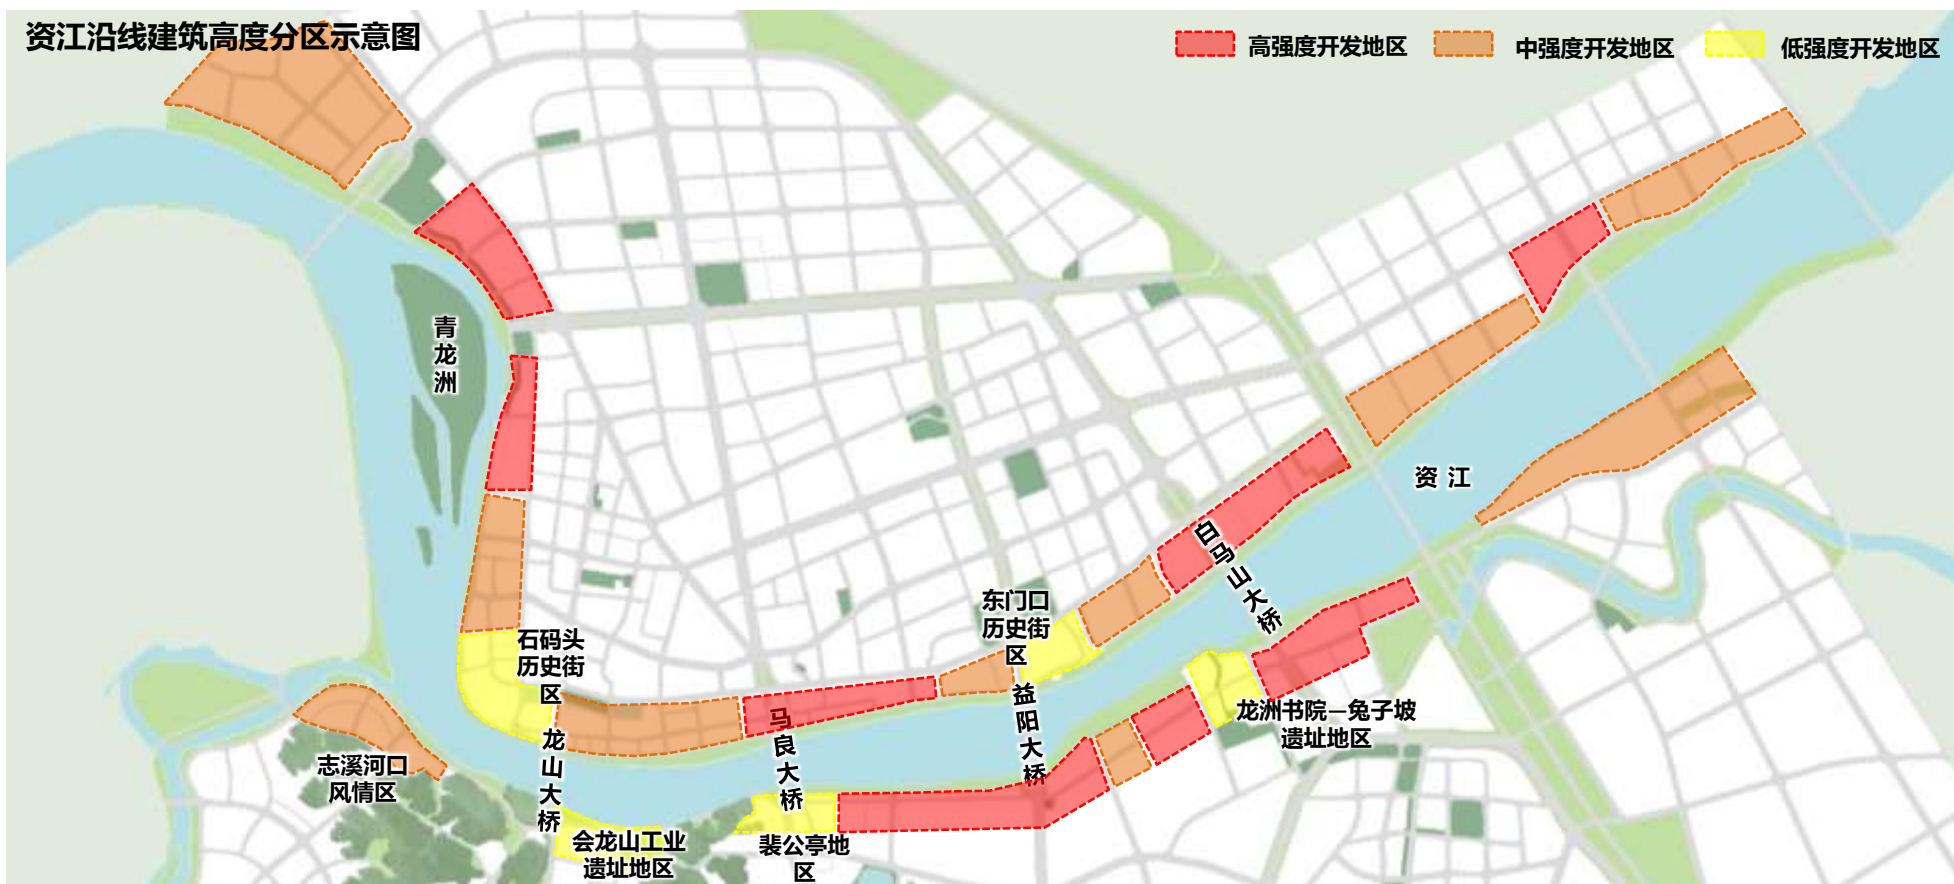 资江沿线建筑高度分区示意图
高强度开发地区
中强度开发地区
低强度开发地区
青龙洲
资江
白马山大桥
东门口
历史街
区
石码头
历史街
区
益阳大桥
马良大桥
龙山大桥
龙洲书院—兔子坡
遗址地区
志溪河口
风情区
会龙山工业
遗址地区
裴公亭地
区